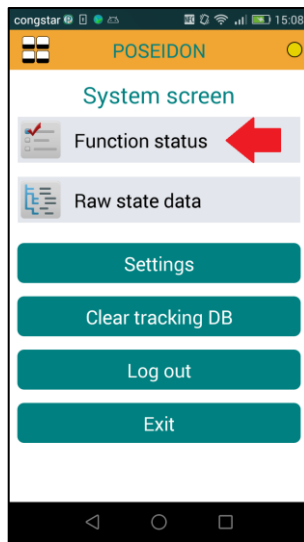 congstar 15:08
POSEIDON
System screen
Function status
Raw state data
Settings
Clear tracking DB
Log out
Exit